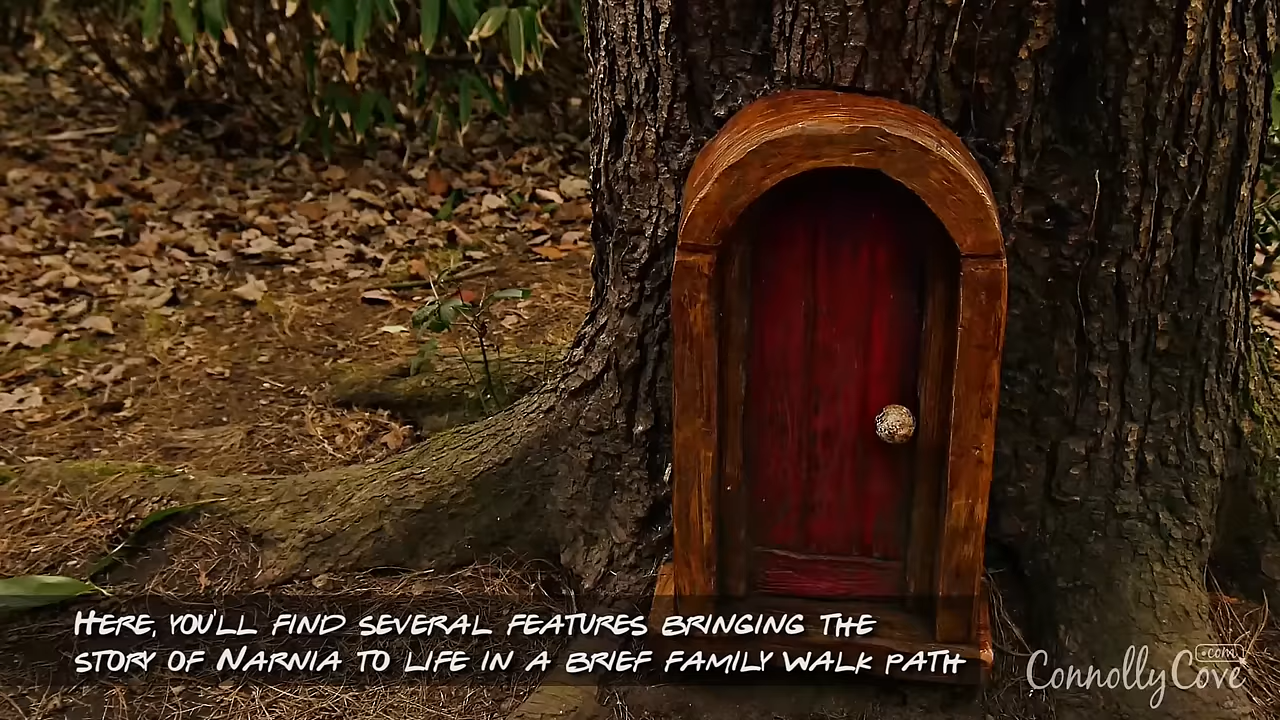 Here, you'll find several features bringing the
story of Narnia to life in a brief family walk path
ConnollyCove
.com